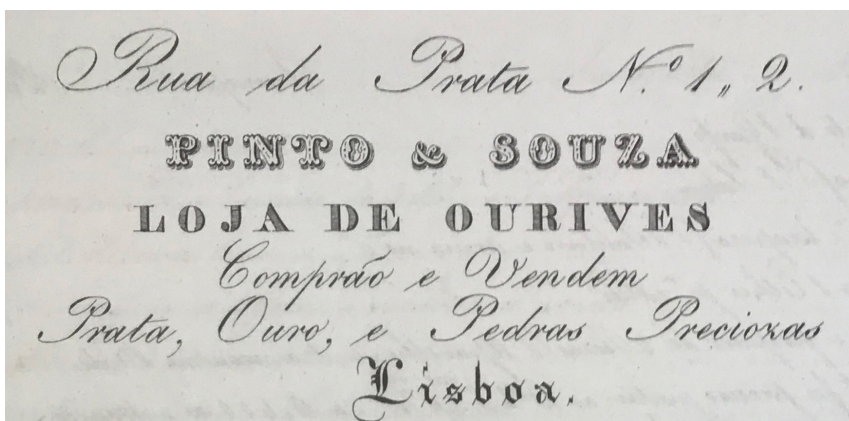 Rua da Prata N.º 1,, 2.
PINTO & SOUZA
LOJA DE OURIVES
Comprão e Vendem
Prata, Ouro, e Pedras Preciozas
Lisboa.